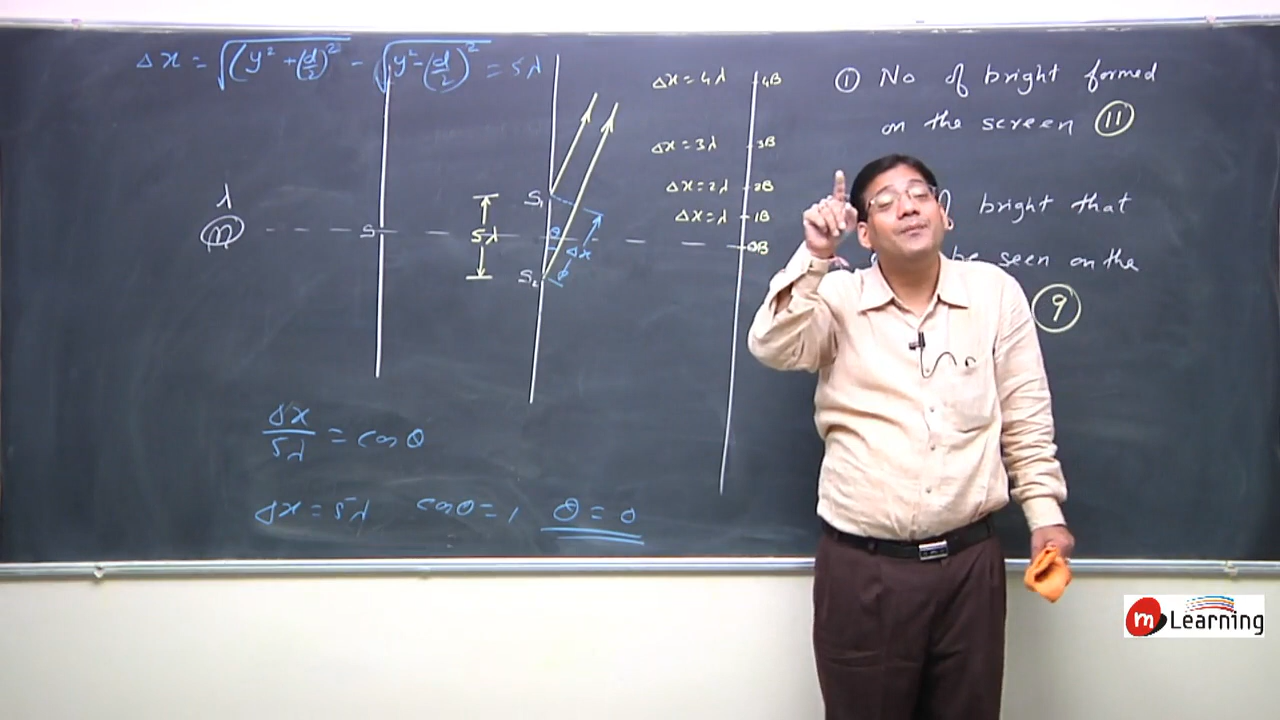 Δx = √(y² + (d/2)²) - √(y² - (d/2)²) = 5λ
λ
S
S₁
S₂
5λ
θ
Δx
Δx = 4λ 4B
Δx = 3λ 3B
Δx = 2λ 2B
Δx = λ 1B
0B
① No of bright formed
on the screen 11
bright that
be seen on the
9
Δx/5λ = cos θ
Δx = 5λ cosθ = 1 θ = 0
m Learning